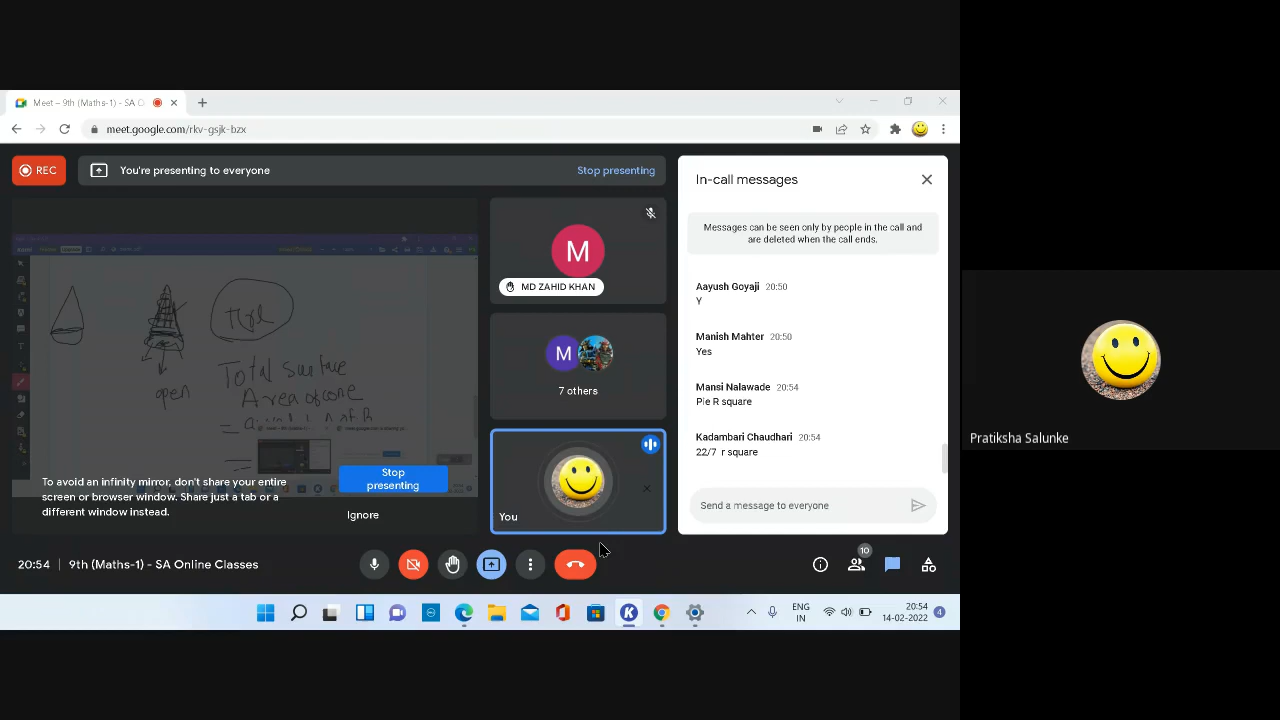 Meet – 9th (Maths-1) - SA O
meet.google.com/rkv-gsjk-bzx
REC
You're presenting to everyone
Stop presenting
In-call messages
Messages can be seen only by people in the call and
are deleted when the call ends.
Aayush Goyaji 20:50
Y
Manish Mahter 20:50
Yes
Mansi Nalawade 20:54
Pie R square
Kadambari Chaudhari 20:54
22/7 r square
Send a message to everyone
M
MD ZAHID KHAN
M
7 others
You
πrl
open
Total surface
Area of cone
=
=
To avoid an infinity mirror, don't share your entire
screen or browser window. Share just a tab or a
different window instead.
Stop
presenting
Ignore
20:54 | 9th (Maths-1) - SA Online Classes
10
ENG
IN
20:54
14-02-2022
4
Pratiksha Salunke